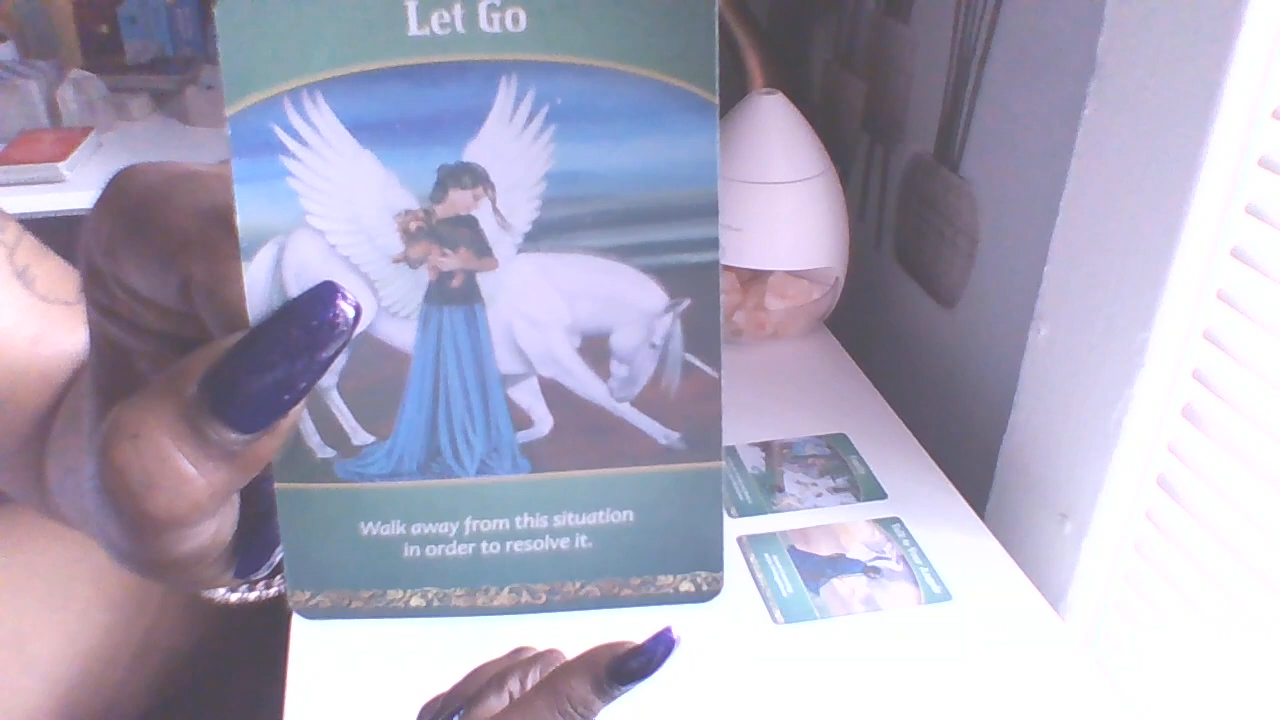 Let Go
Walk away from this situation
in order to resolve it.